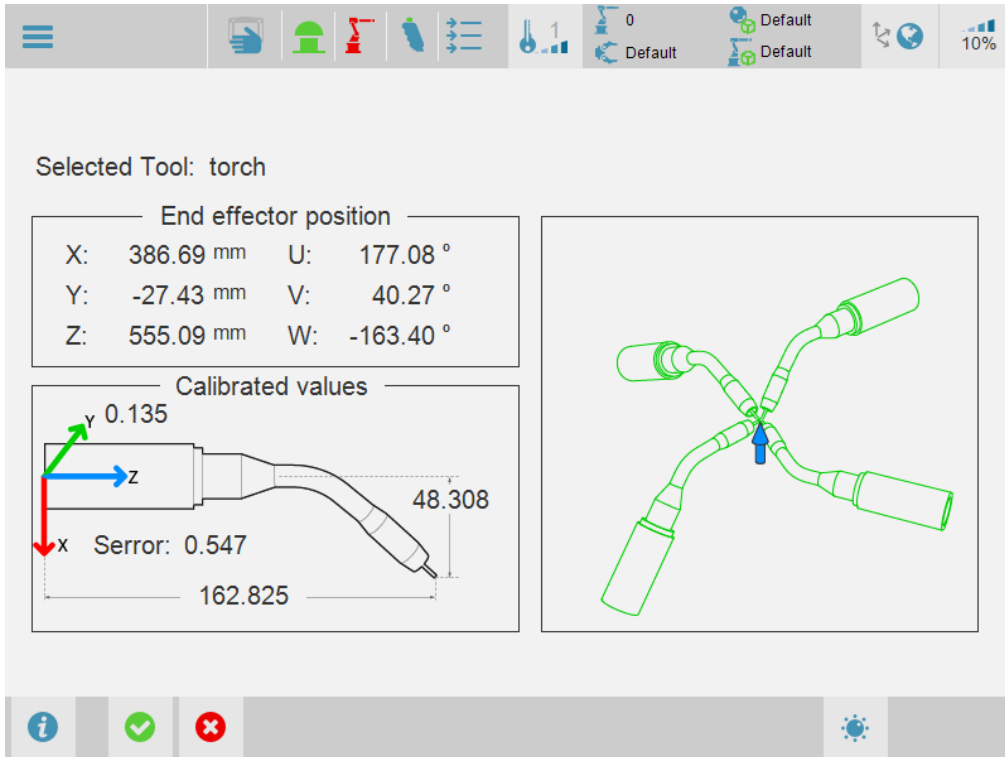 1
0
Default
Default
Default
10%
Selected Tool: torch
End effector position
X: 386.69 mm U: 177.08 °
Y: -27.43 mm V: 40.27 °
Z: 555.09 mm W: -163.40 °
Calibrated values
Y 0.135
Z
48.308
X Serror: 0.547
162.825
i